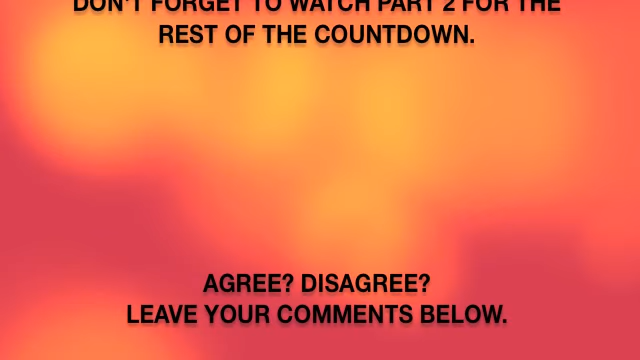 DON'T FORGET TO WATCH PART 2 FOR THE
REST OF THE COUNTDOWN.
AGREE? DISAGREE?
LEAVE YOUR COMMENTS BELOW.